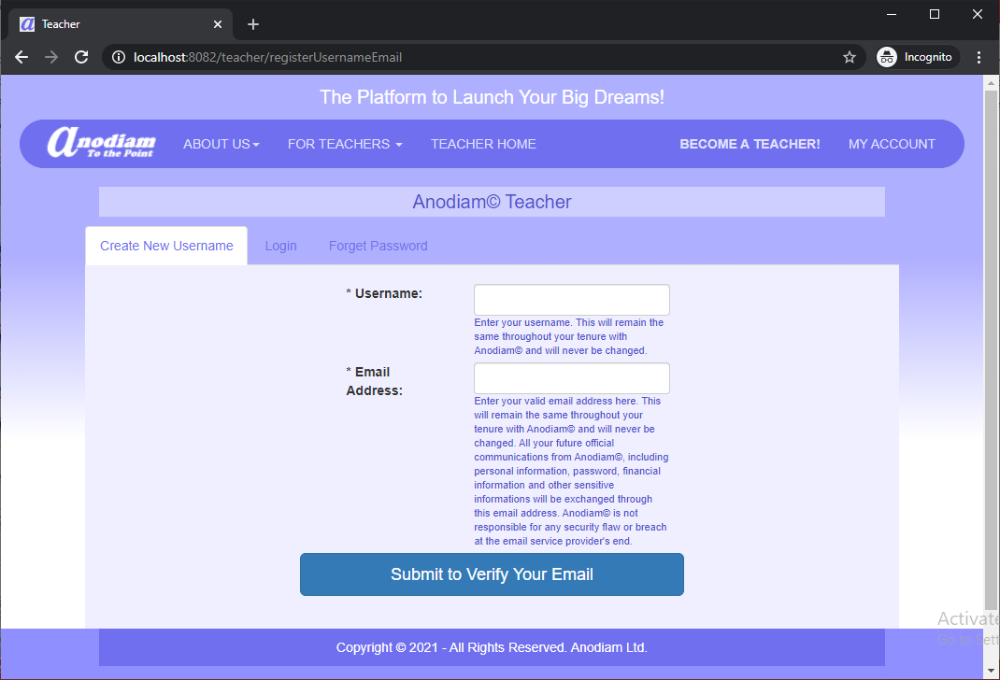 Teacher
localhost:8082/teacher/registerUsernameEmail
Incognito
The Platform to Launch Your Big Dreams!
Anodiam
To the Point
ABOUT US
FOR TEACHERS
TEACHER HOME
BECOME A TEACHER!
MY ACCOUNT
Anodiam© Teacher
Create New Username
Login
Forget Password
* Username:
Enter your username. This will remain the
same throughout your tenure with
Anodiam© and will never be changed.
* Email
Address:
Enter your valid email address here. This
will remain the same throughout your
tenure with Anodiam© and will never be
changed. All your future official
communications from Anodiam©, including
personal information, password, financial
information and other sensitive
informations will be exchanged through
this email address. Anodiam© is not
responsible for any security flaw or breach
at the email service provider's end.
Submit to Verify Your Email
Activate
Go to Sett
Copyright © 2021 - All Rights Reserved. Anodiam Ltd.